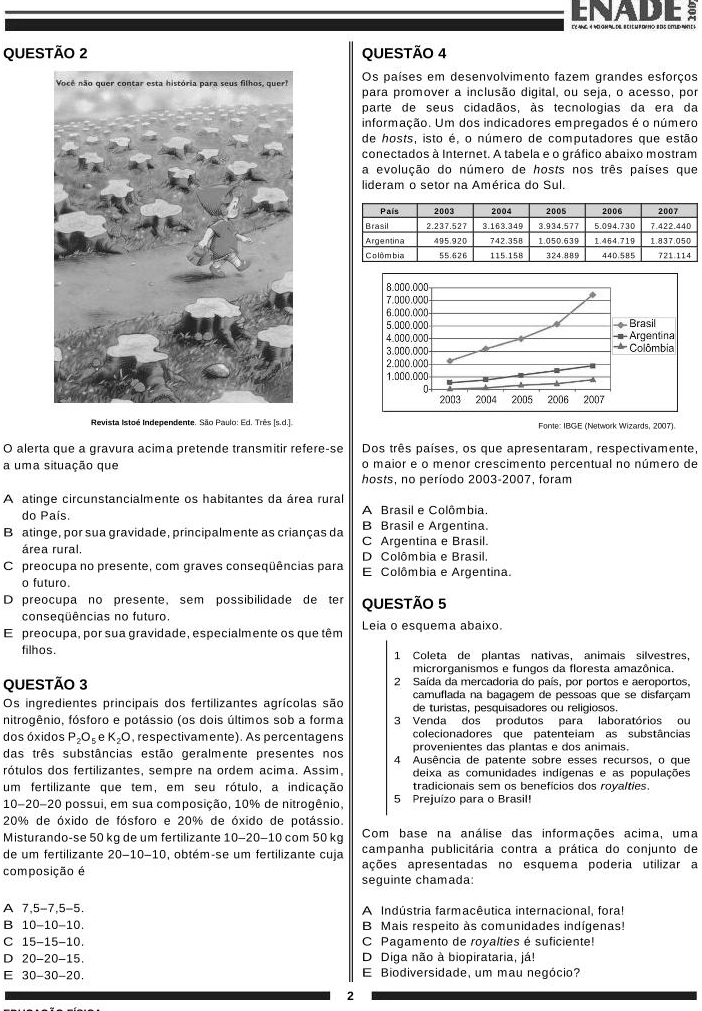 ENADE 2007
QUESTÃO 2
Você não quer contar esta história para seus filhos, quer?
Revista Istoé Independente. São Paulo: Ed. Três [s.d.].
O alerta que a gravura acima pretende transmitir refere-se
a uma situação que
A atinge circunstancialmente os habitantes da área rural
do País.
B atinge, por sua gravidade, principalmente as crianças da
área rural.
C preocupa no presente, com graves conseqüências para
o futuro.
D preocupa no presente, sem possibilidade de ter
conseqüências no futuro.
E preocupa, por sua gravidade, especialmente os que têm
filhos.
QUESTÃO 3
Os ingredientes principais dos fertilizantes agrícolas são
nitrogênio, fósforo e potássio (os dois últimos sob a forma
dos óxidos P₂O₅ e K₂O, respectivamente). As percentagens
das três substâncias estão geralmente presentes nos
rótulos dos fertilizantes, sempre na ordem acima. Assim,
um fertilizante que tem, em seu rótulo, a indicação
10–20–20 possui, em sua composição, 10% de nitrogênio,
20% de óxido de fósforo e 20% de óxido de potássio.
Misturando-se 50 kg de um fertilizante 10–20–10 com 50 kg
de um fertilizante 20–10–10, obtém-se um fertilizante cuja
composição é
A 7,5–7,5–5.
B 10–10–10.
C 15–15–10.
D 20–20–15.
E 30–30–20.
QUESTÃO 4
Os países em desenvolvimento fazem grandes esforços
para promover a inclusão digital, ou seja, o acesso, por
parte de seus cidadãos, às tecnologias da era da
informação. Um dos indicadores empregados é o número
de hosts, isto é, o número de computadores que estão
conectados à Internet. A tabela e o gráfico abaixo mostram
a evolução do número de hosts nos três países que
lideram o setor na América do Sul.
País 2003 2004 2005 2006 2007
Brasil 2.237.527 3.163.349 3.934.577 5.094.730 7.422.440
Argentina 495.920 742.358 1.050.639 1.464.719 1.837.050
Colômbia 55.626 115.158 324.889 440.585 721.114
8.000.000
7.000.000
6.000.000
5.000.000
4.000.000
3.000.000
2.000.000
1.000.000
0
2003 2004 2005 2006 2007
Brasil
Argentina
Colômbia
Fonte: IBGE (Network Wizards, 2007).
Dos três países, os que apresentaram, respectivamente,
o maior e o menor crescimento percentual no número de
hosts, no período 2003-2007, foram
A Brasil e Colômbia.
B Brasil e Argentina.
C Argentina e Brasil.
D Colômbia e Brasil.
E Colômbia e Argentina.
QUESTÃO 5
Leia o esquema abaixo.
1 Coleta de plantas nativas, animais silvestres,
microrganismos e fungos da floresta amazônica.
2 Saída da mercadoria do país, por portos e aeroportos,
camuflada na bagagem de pessoas que se disfarçam
de turistas, pesquisadores ou religiosos.
3 Venda dos produtos para laboratórios ou
colecionadores que patenteiam as substâncias
provenientes das plantas e dos animais.
4 Ausência de patente sobre esses recursos, o que
deixa as comunidades indígenas e as populações
tradicionais sem os benefícios dos royalties.
5 Prejuízo para o Brasil!
Com base na análise das informações acima, uma
campanha publicitária contra a prática do conjunto de
ações apresentadas no esquema poderia utilizar a
seguinte chamada:
A Indústria farmacêutica internacional, fora!
B Mais respeito às comunidades indígenas!
C Pagamento de royalties é suficiente!
D Diga não à biopirataria, já!
E Biodiversidade, um mau negócio?
2